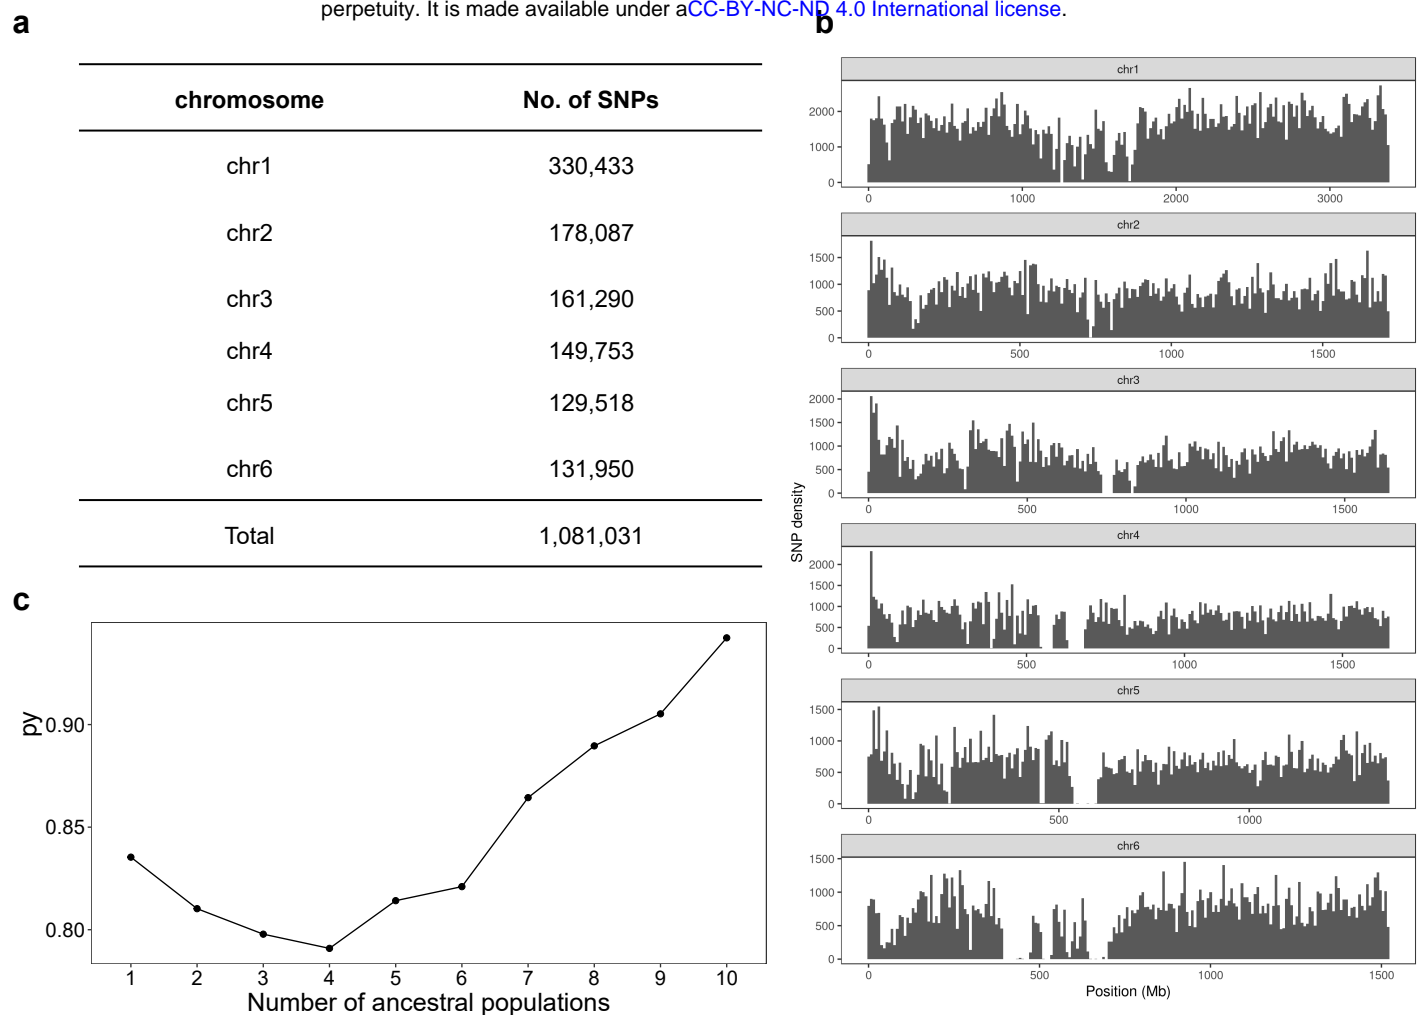 perpetuity. It is made available under aCC-BY-NC-ND 4.0 International license.
a
chromosome No. of SNPs
chr1 330,433
chr2 178,087
chr3 161,290
chr4 149,753
chr5 129,518
chr6 131,950
Total 1,081,031
b
SNP density
chr1
2000
1000
0
0 1000 2000 3000
chr2
1500
1000
500
0
0 500 1000 1500
chr3
2000
1500
1000
500
0
0 500 1000 1500
chr4
2000
1500
1000
500
0
0 500 1000 1500
chr5
1500
1000
500
0
0 500 1000
chr6
1500
1000
500
0
0 500 1000 1500
Position (Mb)
c
py
0.90
0.85
0.80
1 2 3 4 5 6 7 8 9 10
Number of ancestral populations